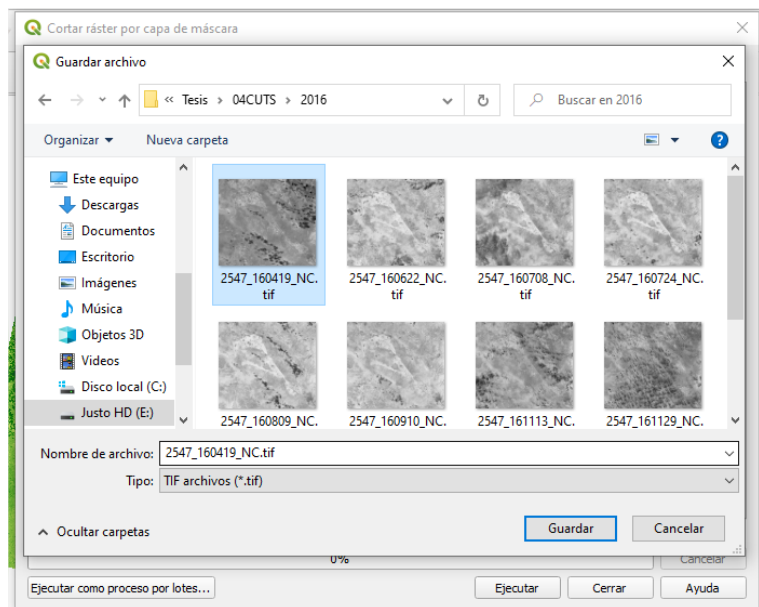 Cortar ráster por capa de máscara
Guardar archivo
« Tesis › 04CUTS › 2016
Buscar en 2016
Organizar
Nueva carpeta
Este equipo
Descargas
Documentos
Escritorio
Imágenes
Música
Objetos 3D
Videos
Disco local (C:)
Justo HD (E:)
2547_160419_NC.
tif
2547_160622_NC.
tif
2547_160708_NC.
tif
2547_160724_NC.
tif
2547_160809_NC.
2547_160910_NC.
2547_161113_NC.
2547_161129_NC.
Nombre de archivo: 2547_160419_NC.tif
Tipo: TIF archivos (*.tif)
Ocultar carpetas
Guardar
Cancelar
0%
Cancelar
Ejecutar como proceso por lotes...
Ejecutar
Cerrar
Ayuda